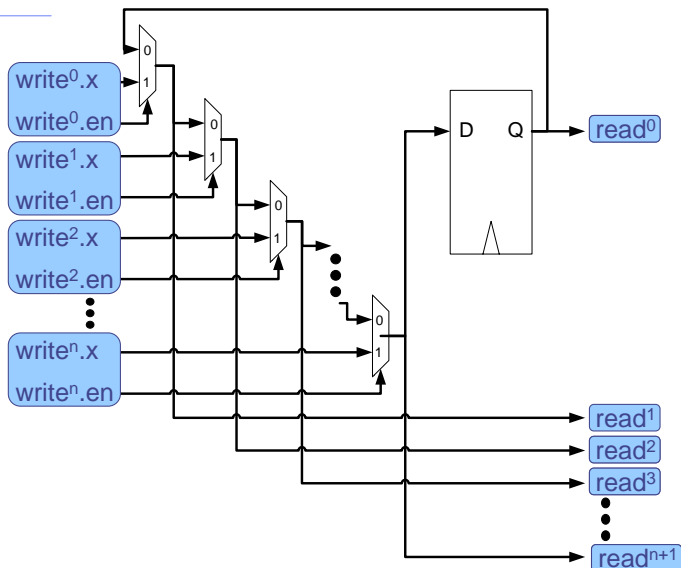 0
1
write⁰.x
write⁰.en
0
1
D Q
read⁰
write¹.x
write¹.en
0
1
write².x
write².en
0
1
writeⁿ.x
writeⁿ.en
read¹
read²
read³
readⁿ⁺¹